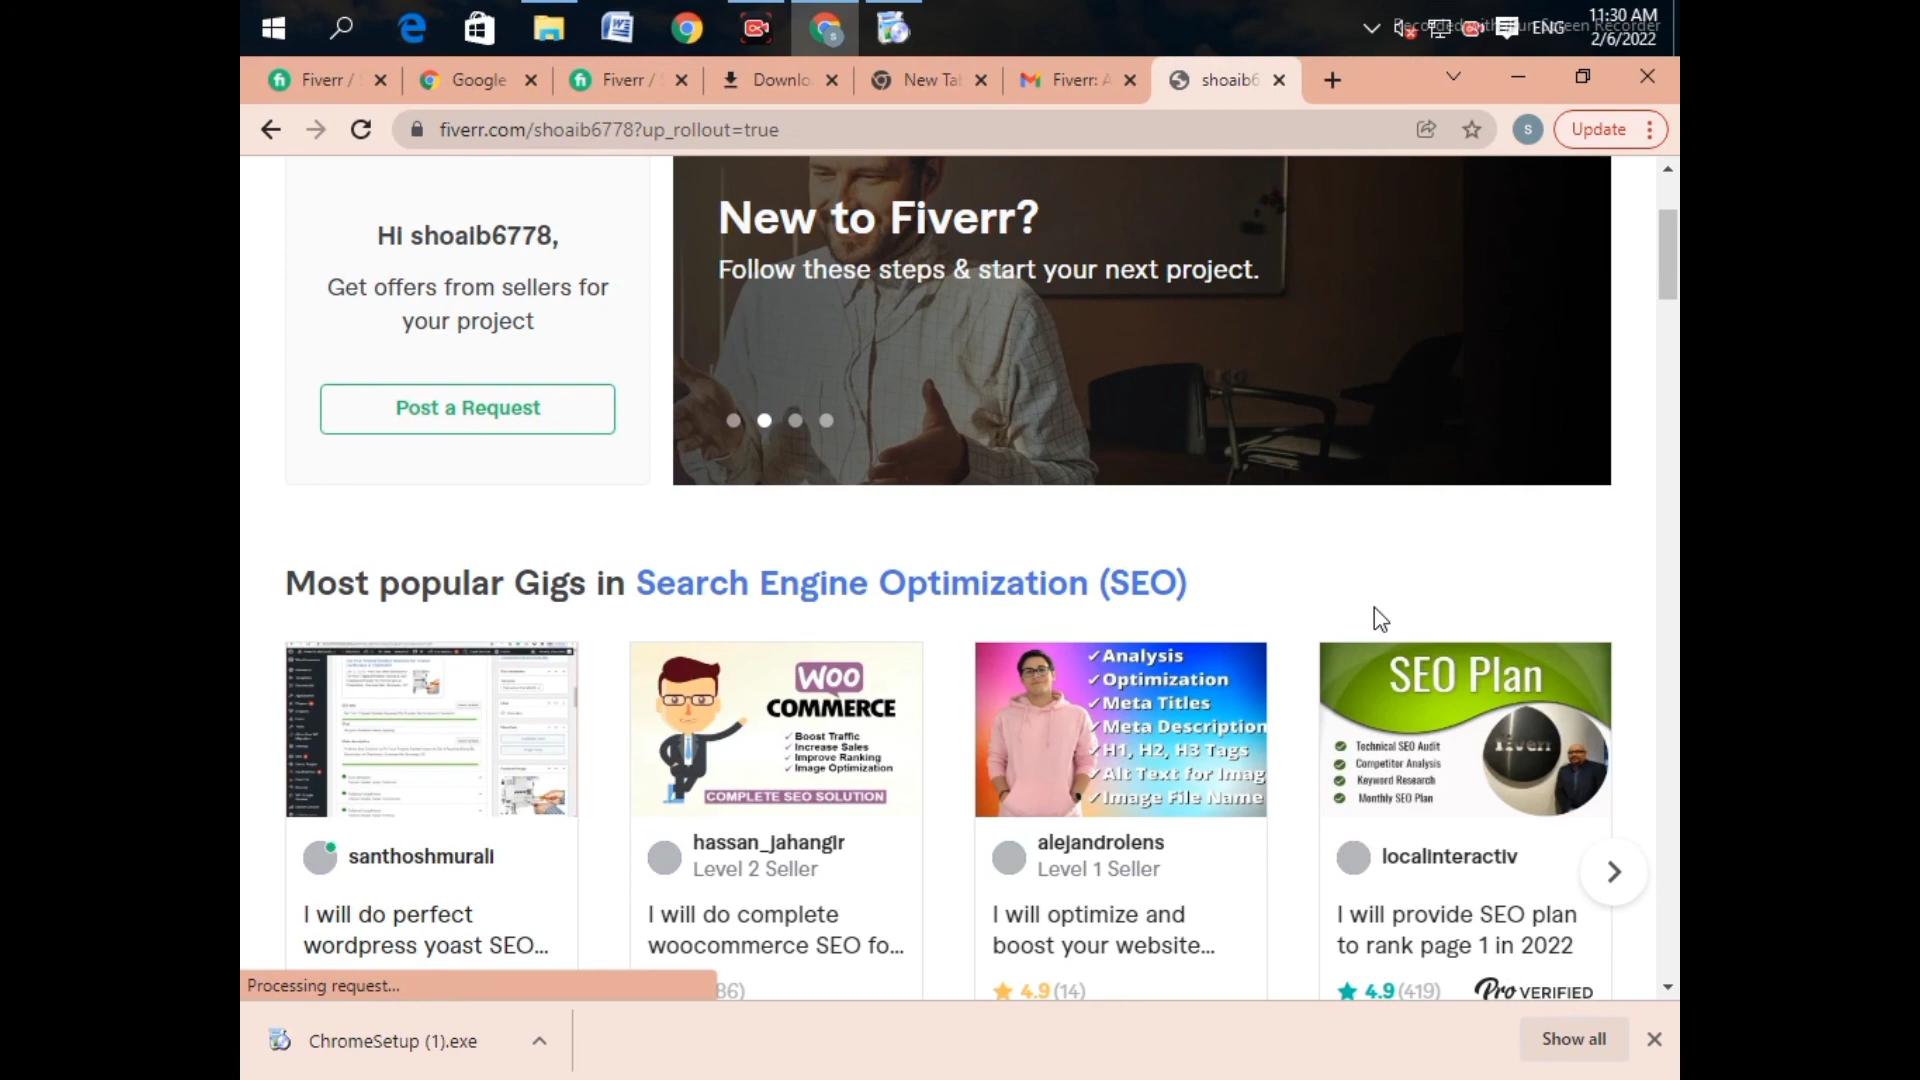 11:30 AM
ENG
2/6/2022
Fiverr /
Google
Fiverr /
Downlo
New Ta
Fiverr: A
shoaib6
fiverr.com/shoaib6778?up_rollout=true
s
Update
Hi shoaib6778,
Get offers from sellers for
your project
Post a Request
New to Fiverr?
Follow these steps & start your next project.
Most popular Gigs in Search Engine Optimization (SEO)
WOO
COMMERCE
✓ Boost Traffic
✓ Increase Sales
✓ Improve Ranking
✓ Image Optimization
COMPLETE SEO SOLUTION
✓Analysis
✓Optimization
✓Meta Titles
✓Meta Description
✓H1, H2, H3 Tags
✓Alt Text for Imag
✓Image File Name
SEO Plan
fiverr
Technical SEO Audit
Competitor Analysis
Keyword Research
Monthly SEO Plan
santhoshmurali
hassan_jahangir
Level 2 Seller
alejandrolens
Level 1 Seller
localinteractiv
I will do perfect
wordpress yoast SEO...
I will do complete
woocommerce SEO fo...
I will optimize and
boost your website...
I will provide SEO plan
to rank page 1 in 2022
86)
4.9 (14)
4.9 (419)
Pro VERIFIED
Processing request...
ChromeSetup (1).exe
Show all